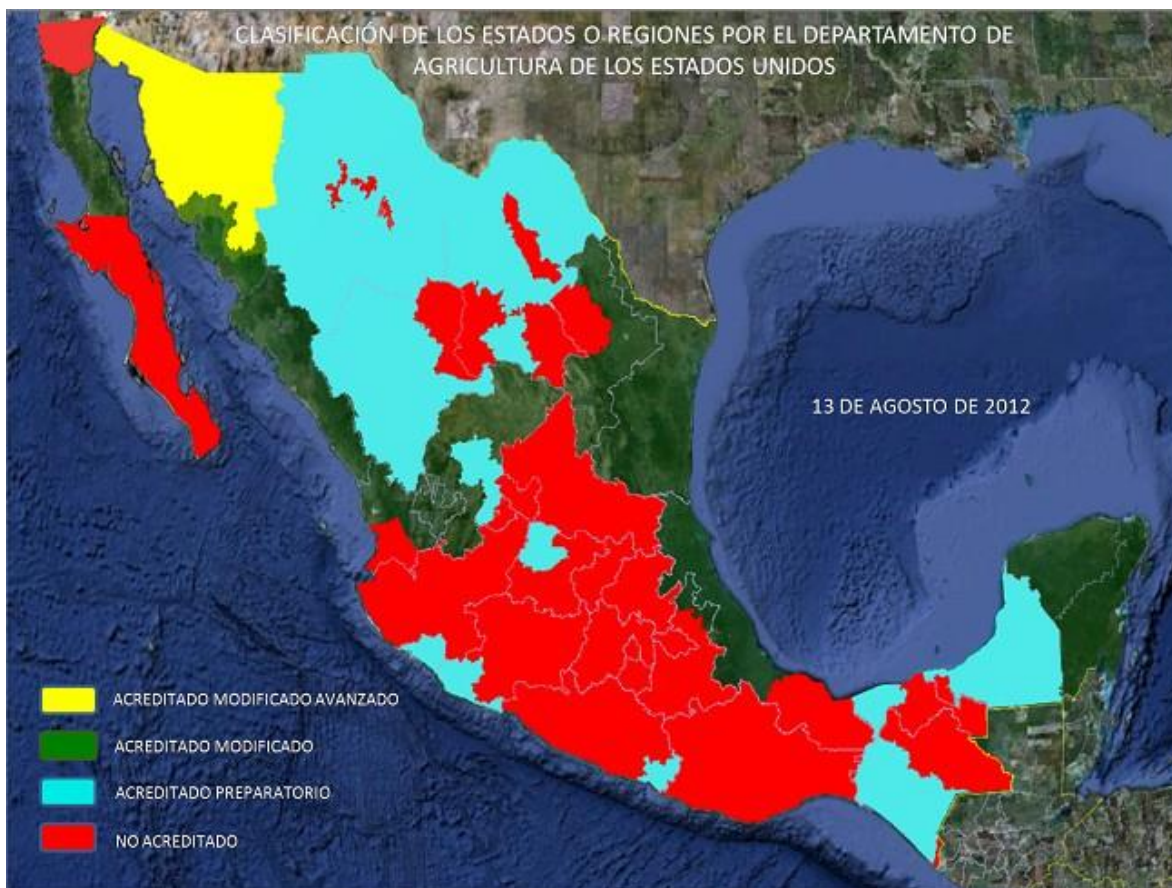 CLASIFICACIÓN DE LOS ESTADOS O REGIONES POR EL DEPARTAMENTO DE
AGRICULTURA DE LOS ESTADOS UNIDOS
13 DE AGOSTO DE 2012
ACREDITADO MODIFICADO AVANZADO
ACREDITADO MODIFICADO
ACREDITADO PREPARATORIO
NO ACREDITADO